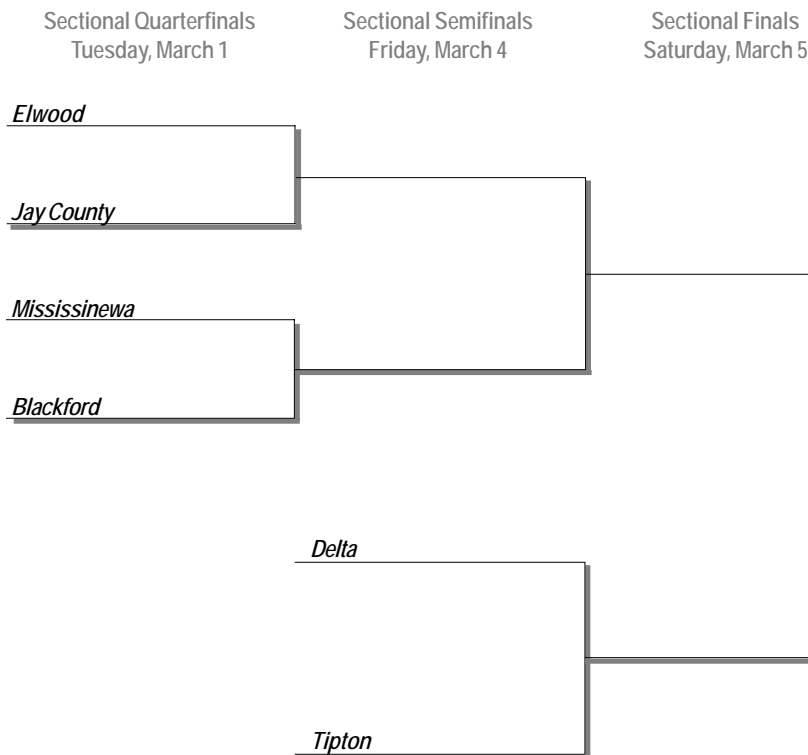 Sectional Quarterfinals
Tuesday, March 1
Sectional Semifinals
Friday, March 4
Sectional Finals
Saturday, March 5
Elwood
Jay County
Mississinewa
Blackford
Delta
Tipton